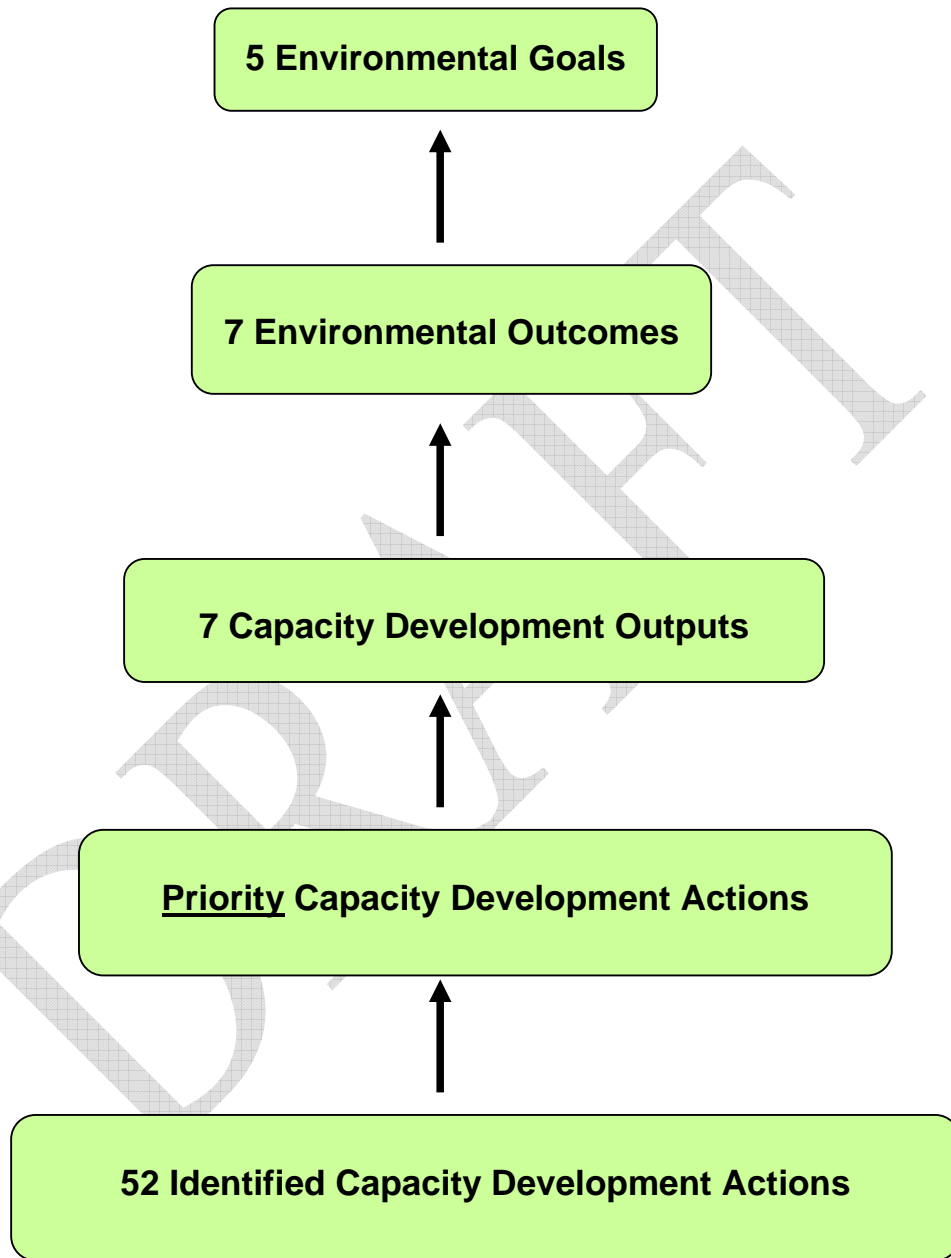 5 Environmental Goals
7 Environmental Outcomes
7 Capacity Development Outputs
Priority Capacity Development Actions
52 Identified Capacity Development Actions
DRAFT